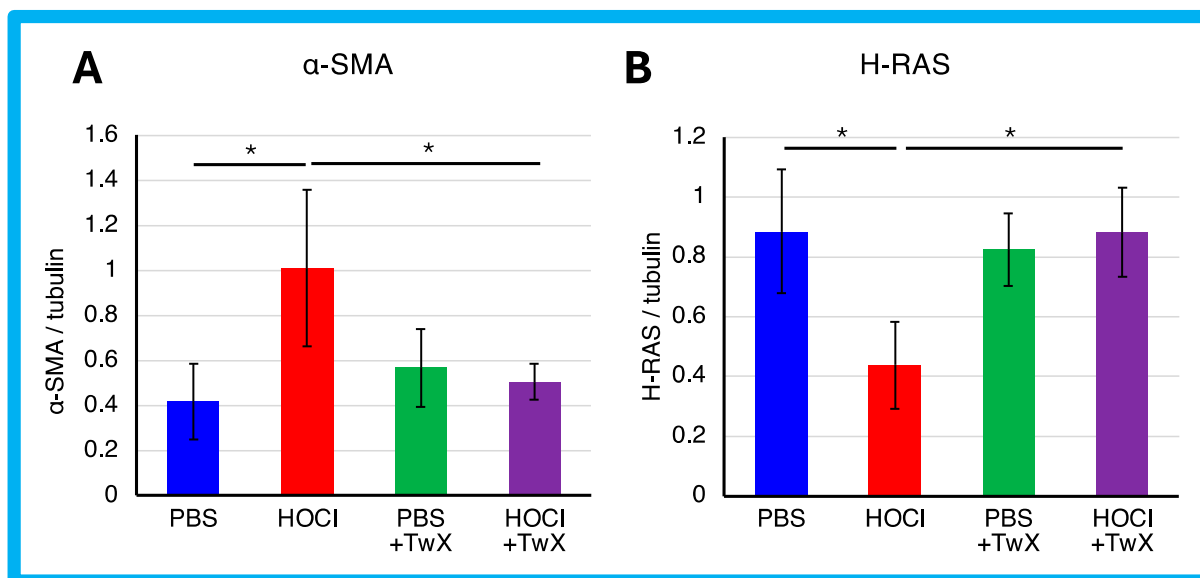 A
α-SMA
α-SMA / tubulin
1.6
1.4
1.2
1
0.8
0.6
0.4
0.2
0
*
*
PBS
HOCl
PBS
+TwX
HOCl
+TwX
B
H-RAS
H-RAS / tubulin
1.2
1
0.8
0.6
0.4
0.2
0
*
*
PBS
HOCl
PBS
+TwX
HOCl
+TwX